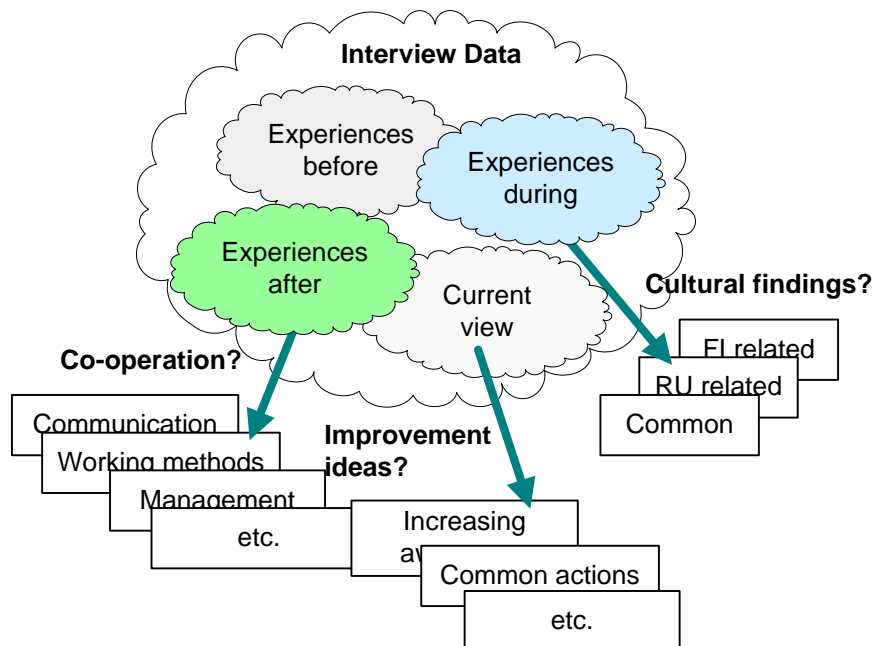 Interview Data
Experiences
before
Experiences
during
Experiences
after
Current
view
Cultural findings?
FI related
RU related
Common
Co-operation?
Communication
Working methods
Management
etc.
Improvement
ideas?
Increasing
Common actions
etc.